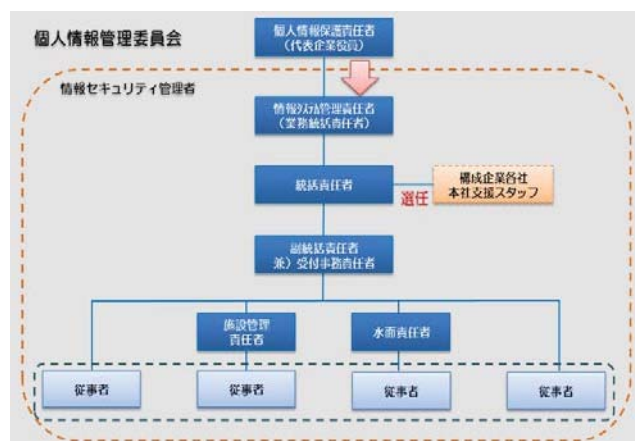 個人情報管理委員会
個人情報保護責任者
（代表企業役員）
情報セキュリティ管理者
情報ｼｽﾃﾑ管理責任者
（業務統括責任者）
統括責任者
選任
構成企業各社
本社支援スタッフ
副統括責任者
兼）受付事務責任者
施設管理
責任者
水面責任者
従事者
従事者
従事者
従事者